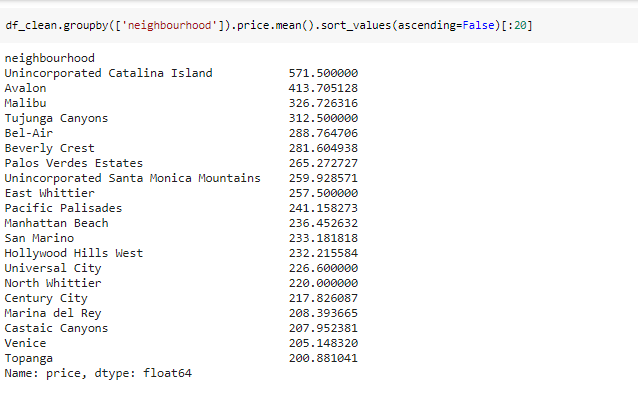 df_clean.groupby(['neighbourhood']).price.mean().sort_values(ascending=False)[:20]
neighbourhood
Unincorporated Catalina Island 571.500000
Avalon 413.705128
Malibu 326.726316
Tujunga Canyons 312.500000
Bel-Air 288.764706
Beverly Crest 281.604938
Palos Verdes Estates 265.272727
Unincorporated Santa Monica Mountains 259.928571
East Whittier 257.500000
Pacific Palisades 241.158273
Manhattan Beach 236.452632
San Marino 233.181818
Hollywood Hills West 232.215584
Universal City 226.600000
North Whittier 220.000000
Century City 217.826087
Marina del Rey 208.393665
Castaic Canyons 207.952381
Venice 205.148320
Topanga 200.881041
Name: price, dtype: float64